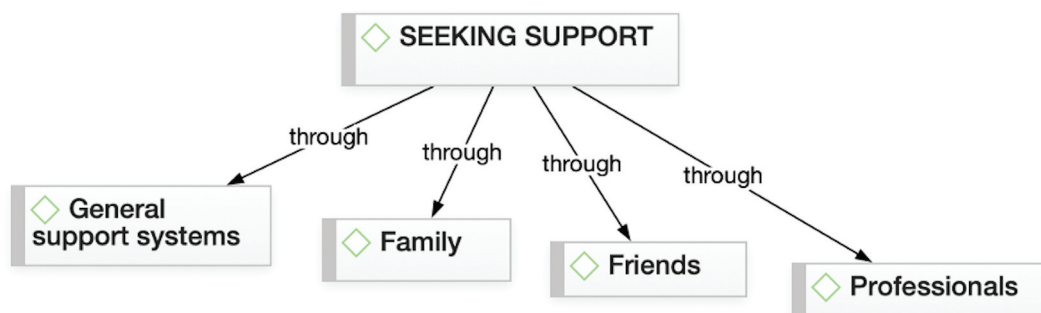 SEEKING SUPPORT
through
through
through
through
General
support systems
Family
Friends
Professionals